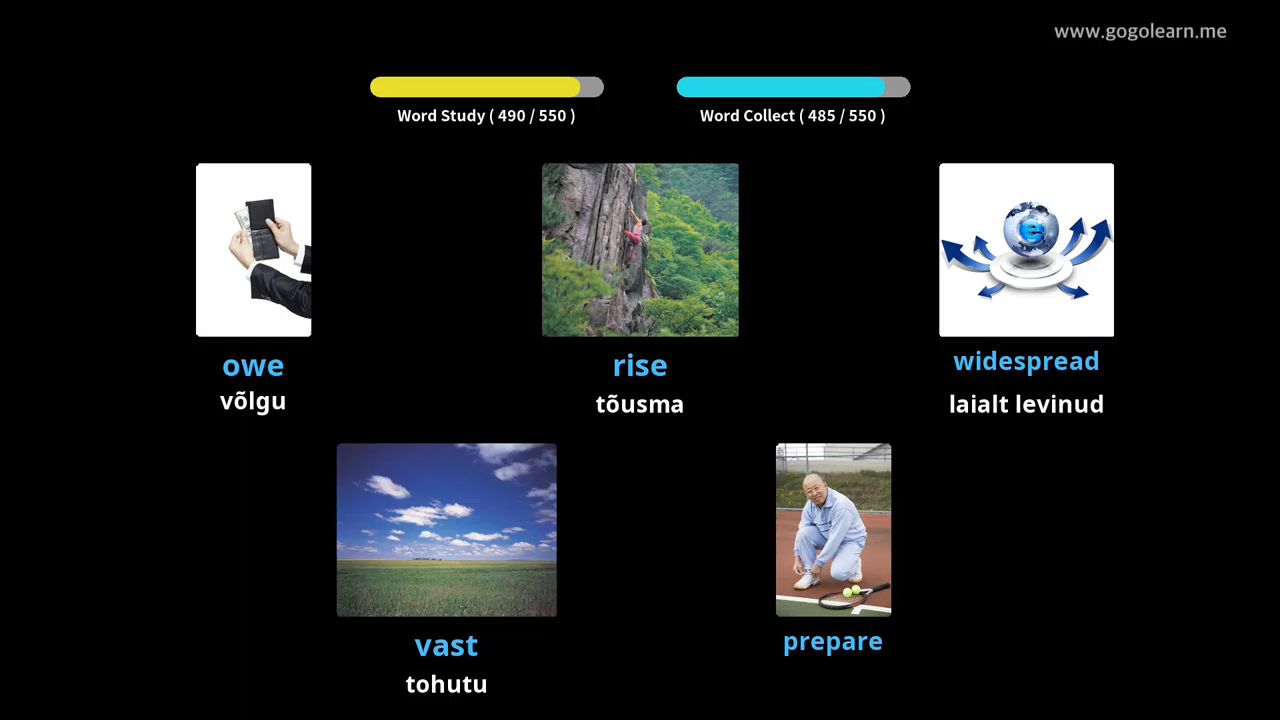 www.gogolearn.me
Word Study ( 490 / 550 )
Word Collect ( 485 / 550 )
owe
võlgu
rise
tõusma
widespread
laialt levinud
vast
tohutu
prepare